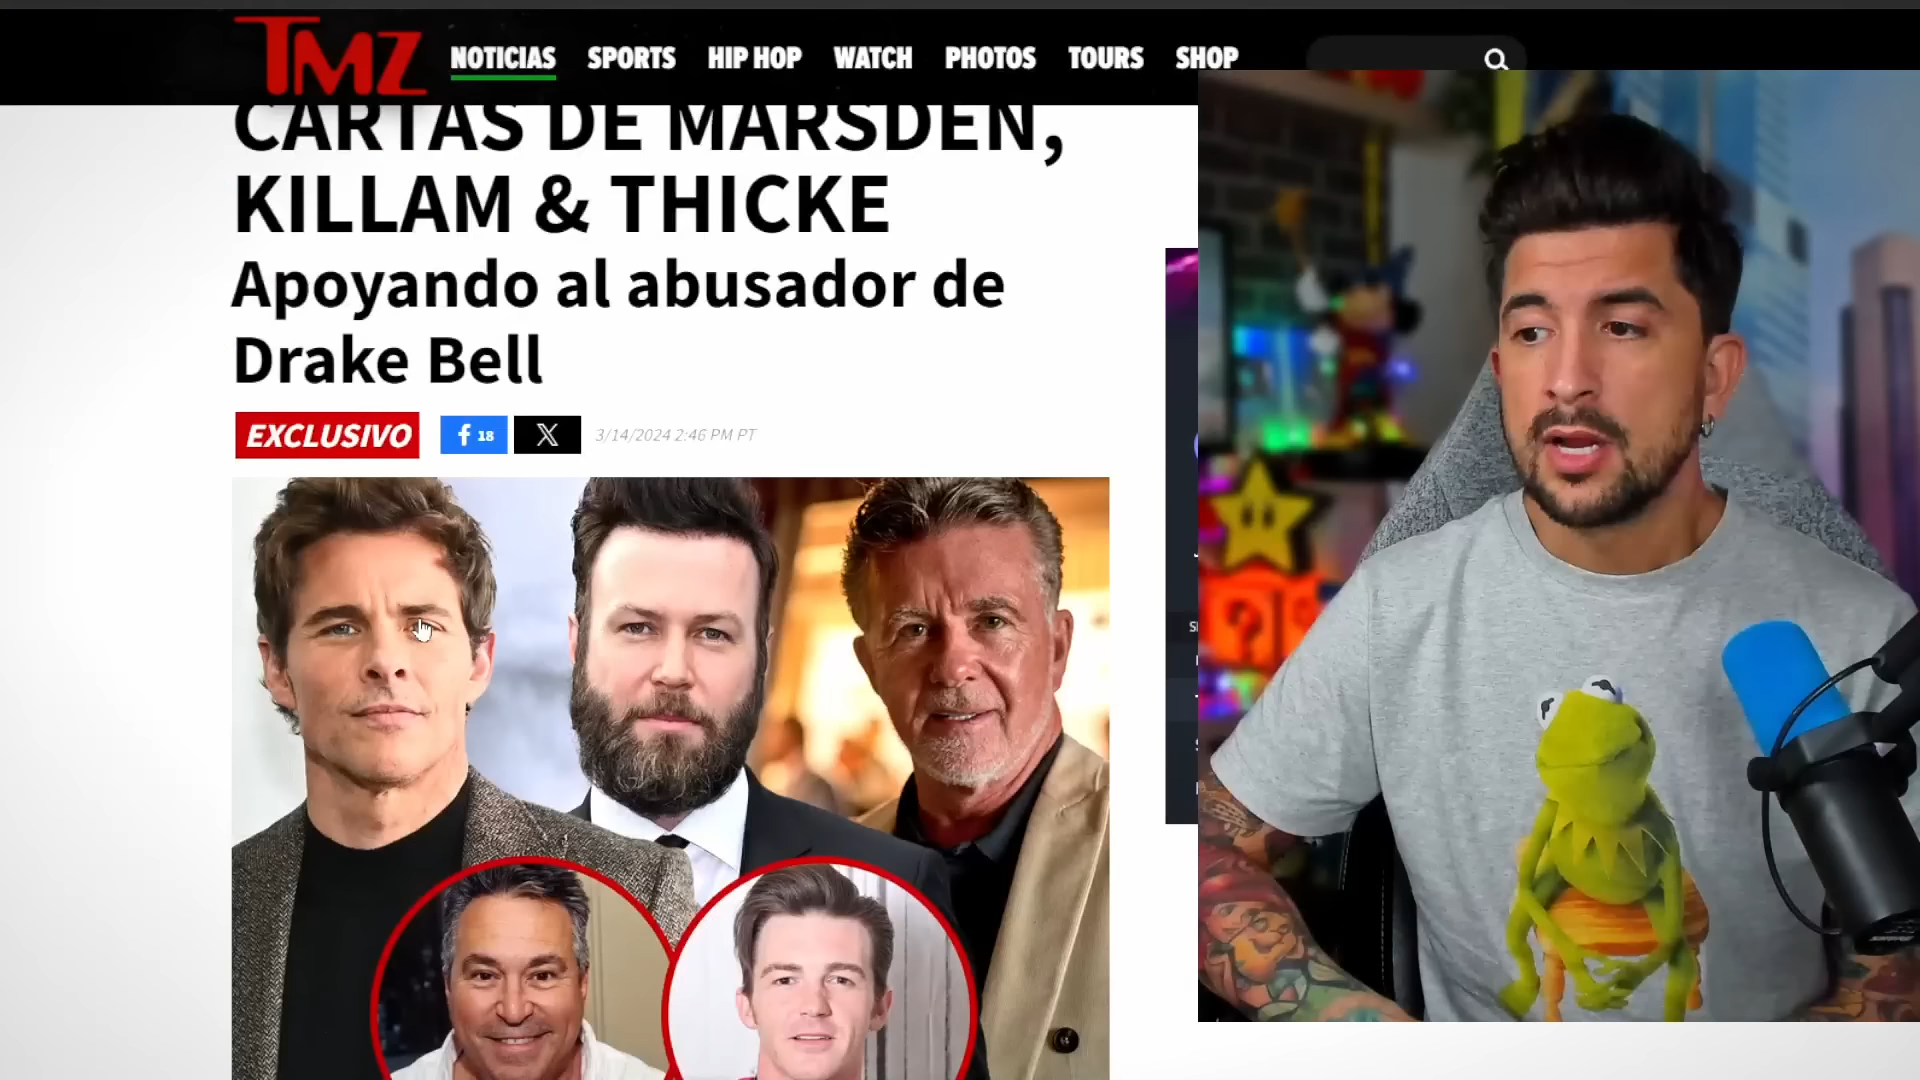 TMZ
NOTICIAS SPORTS HIP HOP WATCH PHOTOS TOURS SHOP
CARTAS DE MARSDEN,
KILLAM & THICKE
Apoyando al abusador de
Drake Bell
EXCLUSIVO 18 X 3/14/2024 2:46 PM PT
?